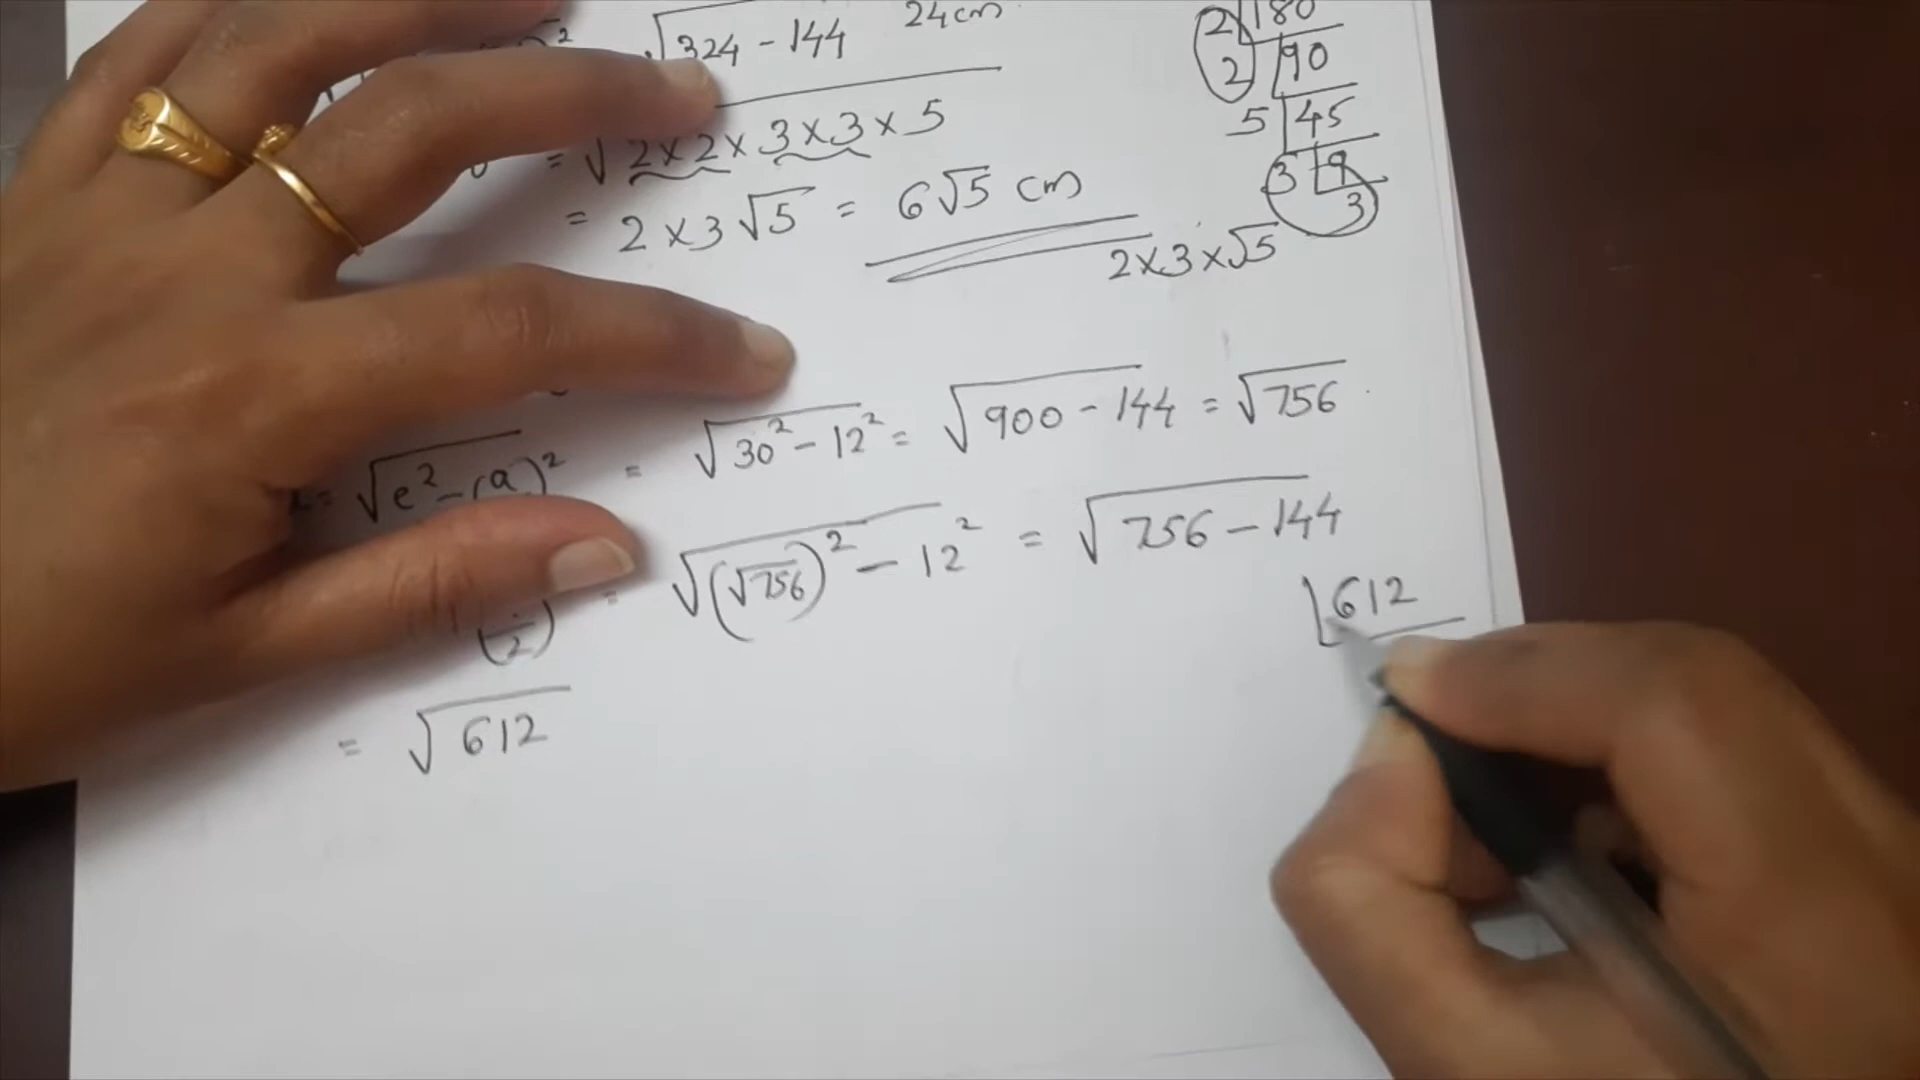 √324 - 144 24cm
= √2×2×3×3×5
= 2×3√5 = 6√5 cm
2×3×√5
2 180
2 90
5 45
3 9
3
= √e² - (a )² = √30² - 12² = √900 - 144 = √756
= √(√756)² - 12² = √756 - 144
= √612
612